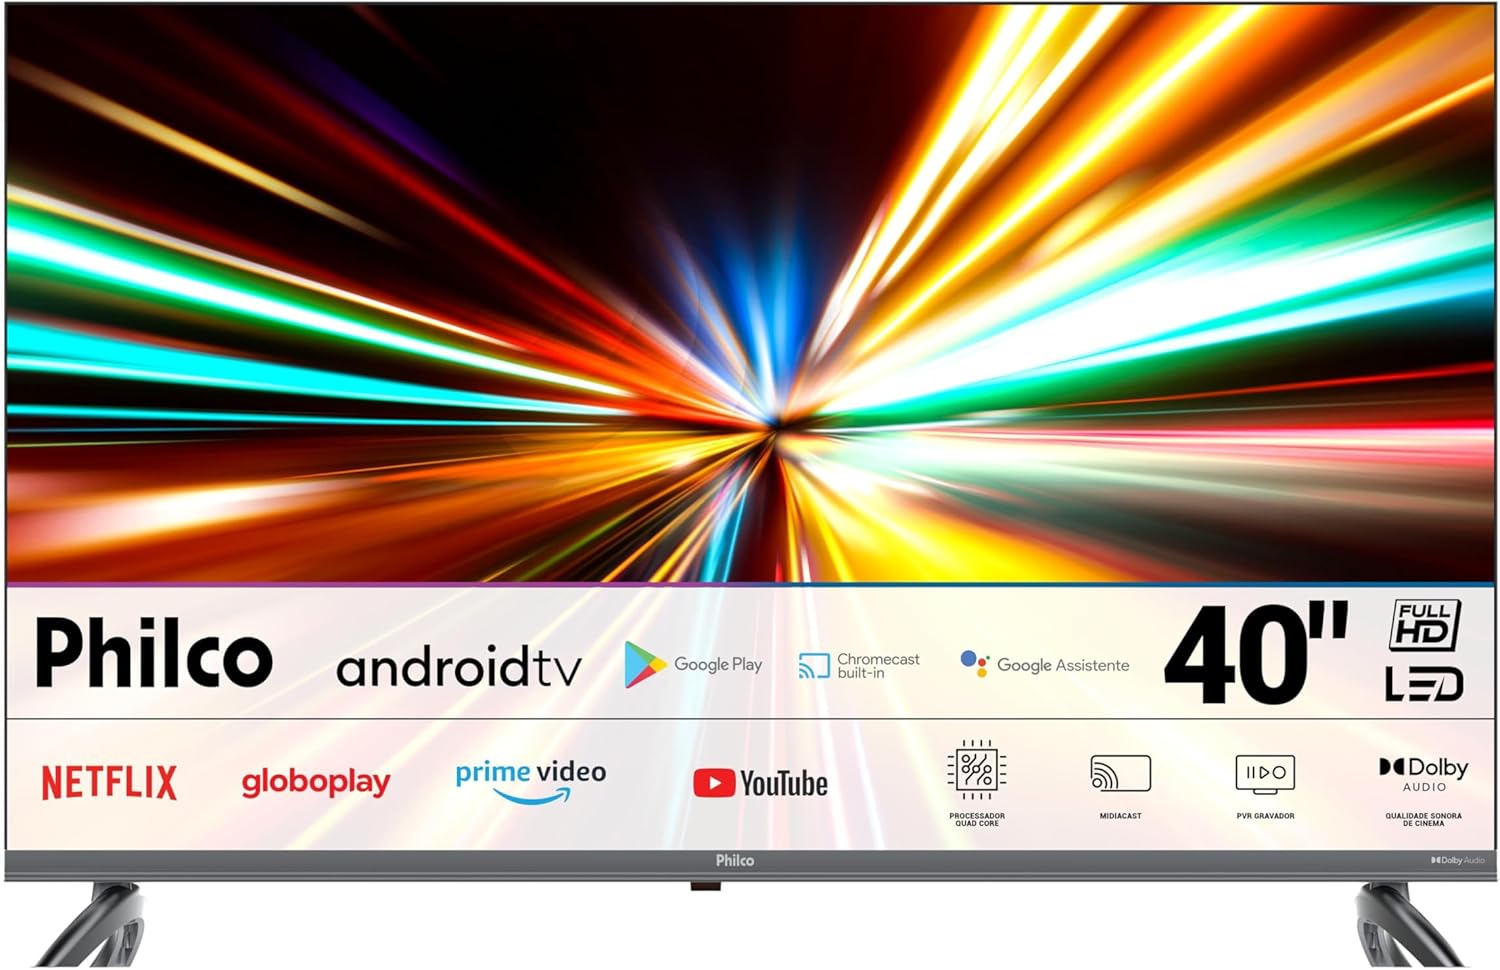 Philco
androidtv
Google Play
Chromecast
built-in
Google Assistente
40"
FULL
HD
LED
NETFLIX
globoplay
prime video
YouTube
PROCESSADOR
QUAD CORE
MIDIACAST
PVR GRAVADOR
Dolby
AUDIO
QUALIDADE SONORA
DE CINEMA
Philco
Dolby Audio